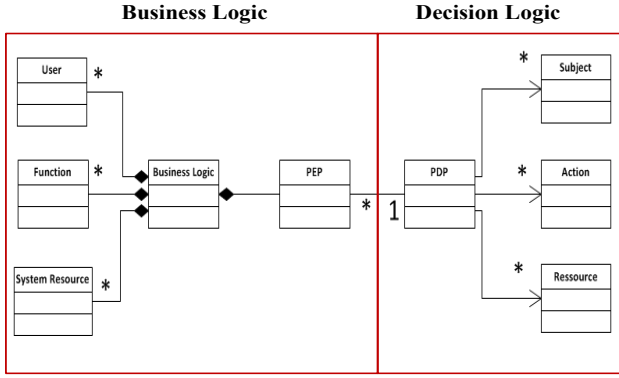 Business Logic
Decision Logic
User
*
*
Subject
Function
*
Business Logic
PEP
PDP
*
Action
*
1
System Resource
*
*
Ressource